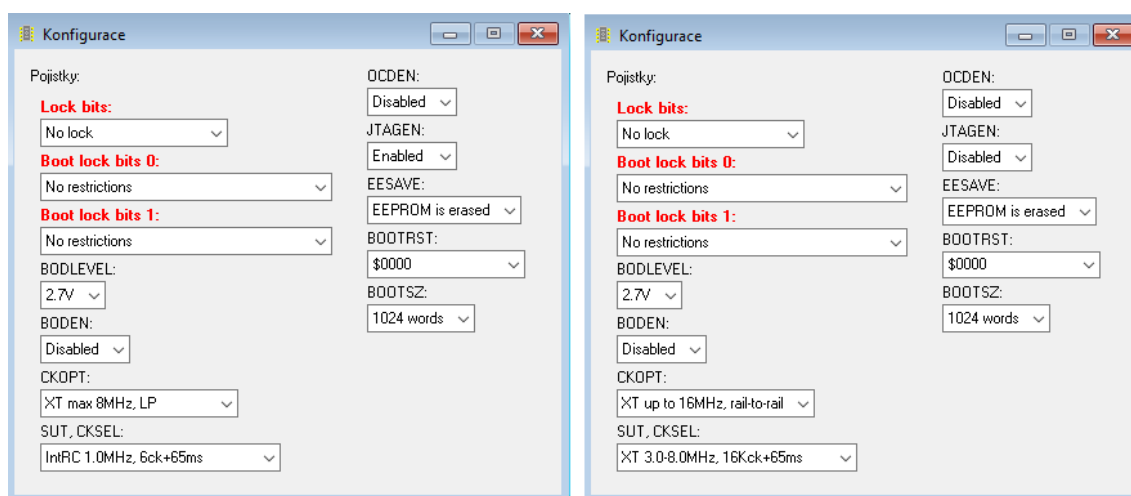 Konfigurace
Pojistky:
Lock bits:
No lock
Boot lock bits 0:
No restrictions
Boot lock bits 1:
No restrictions
BODLEVEL:
2.7V
BODEN:
Disabled
CKOPT:
XT max 8MHz, LP
SUT, CKSEL:
IntRC 1.0MHz, 6ck+65ms
OCDEN:
Disabled
JTAGEN:
Enabled
EESAVE:
EEPROM is erased
BOOTRST:
$0000
BOOTSZ:
1024 words
Konfigurace
Pojistky:
Lock bits:
No lock
Boot lock bits 0:
No restrictions
Boot lock bits 1:
No restrictions
BODLEVEL:
2.7V
BODEN:
Disabled
CKOPT:
XT up to 16MHz, rail-to-rail
SUT, CKSEL:
XT 3.0-8.0MHz, 16Kck+65ms
OCDEN:
Disabled
JTAGEN:
Disabled
EESAVE:
EEPROM is erased
BOOTRST:
$0000
BOOTSZ:
1024 words